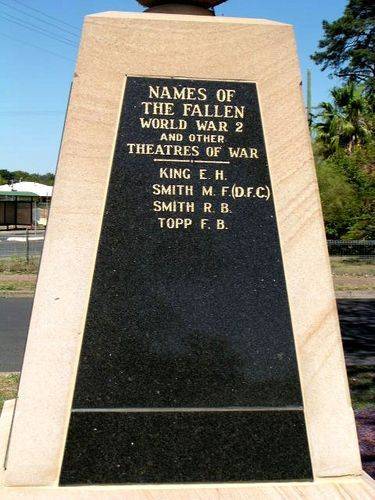 NAMES OF
THE FALLEN
WORLD WAR 2
AND OTHER
THEATRES OF WAR
KING E. H.
SMITH M. F. (D.F.C.)
SMITH R. B.
TOPP F. B.